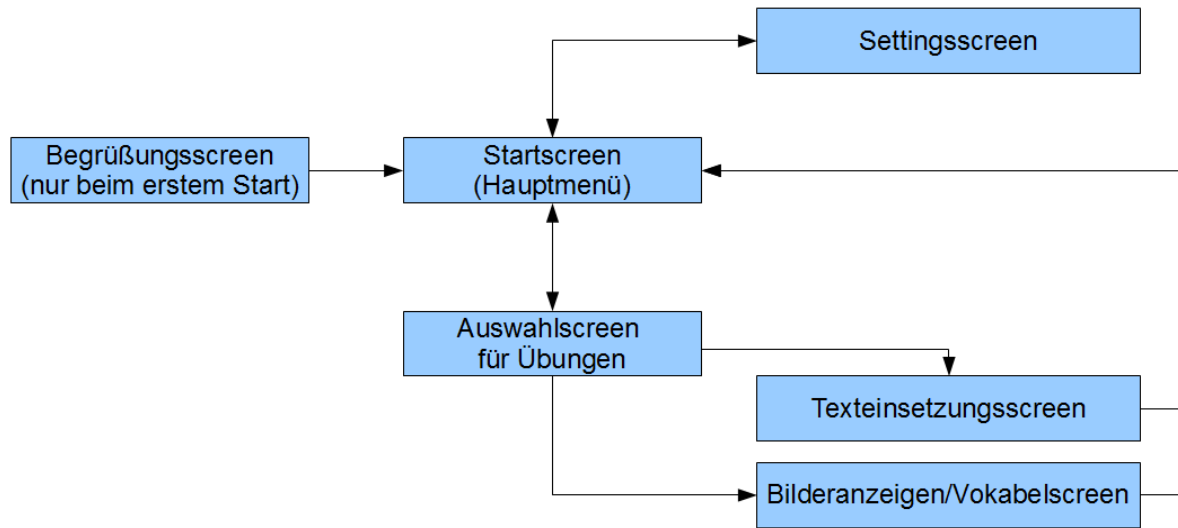 Settingsscreen
Begrüßungsscreen
(nur beim erstem Start)
Startscreen
(Hauptmenü)
Auswahlscreen
für Übungen
Texteinsetzungsscreen
Bilderanzeigen/Vokabelscreen